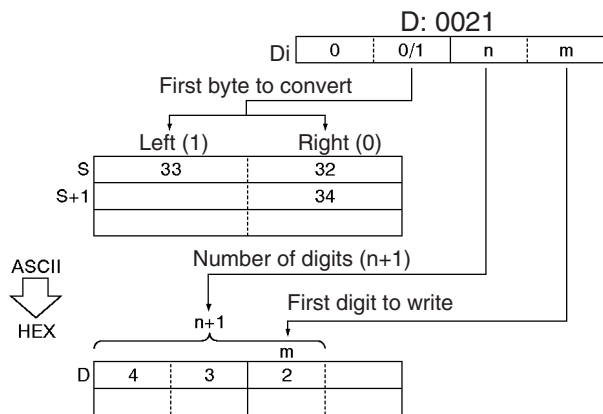 D: 0021
Di 0 0/1 n m
First byte to convert
Left (1) Right (0)
S 33 32
S+1 34
Number of digits (n+1)
ASCII
First digit to write
HEX
n+1
m
D 4 3 2